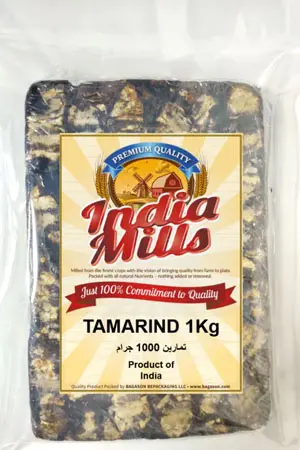 PREMIUM QUALITY
India
Mills
Milled from the finest crops with the vision of bringing quality from farm to plate.
Packed with all natural Nutrients - nothing added or removed.
Just 100% Commitment to Quality
TAMARIND 1Kg
تمارين 1000 جرام
Product of
India
Quality Product Packed by BAGASON REPACKAGING LLC • www.bagason.com